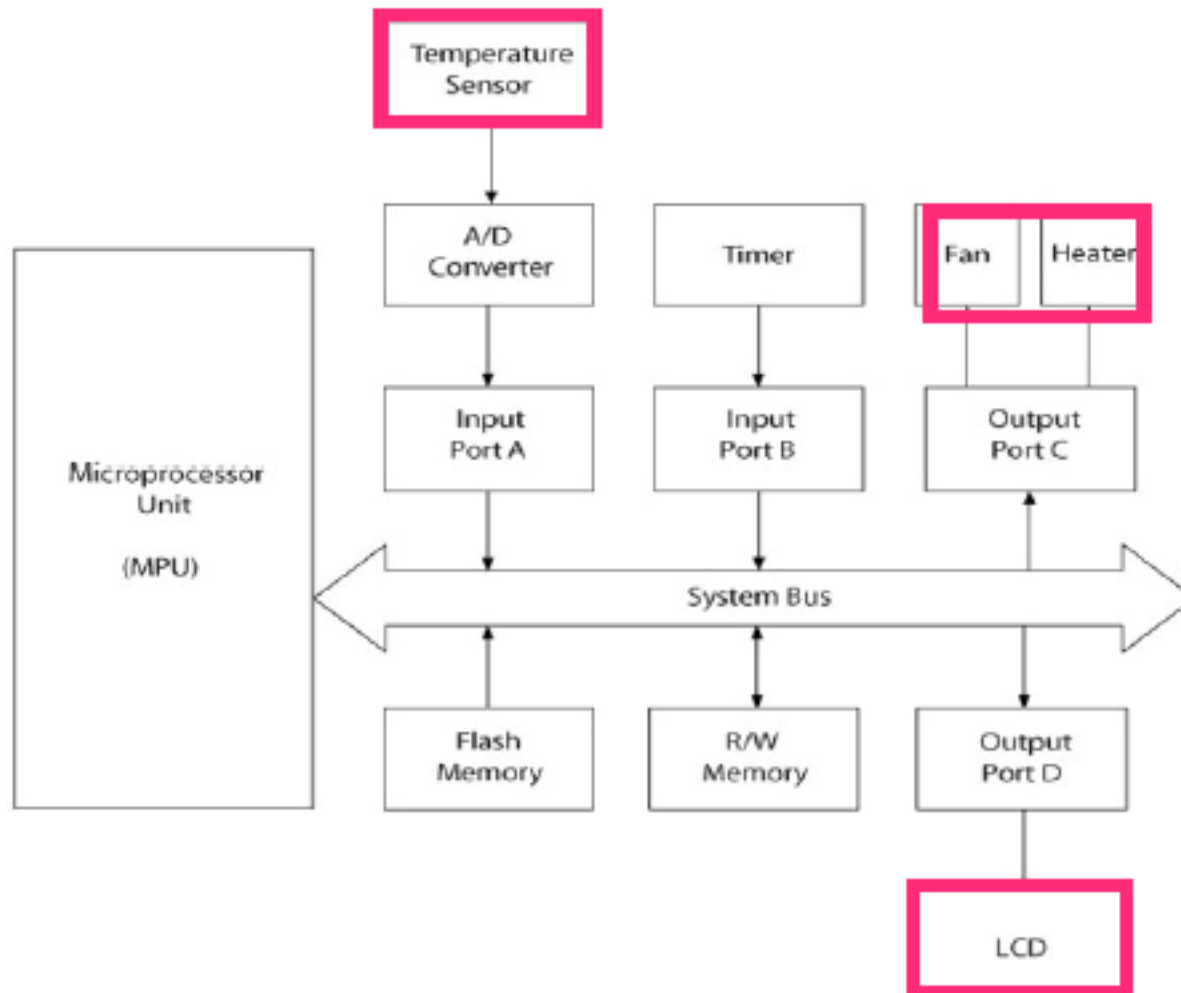 Temperature
Sensor
A/D
Converter
Timer
Fan
Heater
Input
Port A
Input
Port B
Output
Port C
Microprocessor
Unit
(MPU)
System Bus
Flash
Memory
R/W
Memory
Output
Port D
LCD